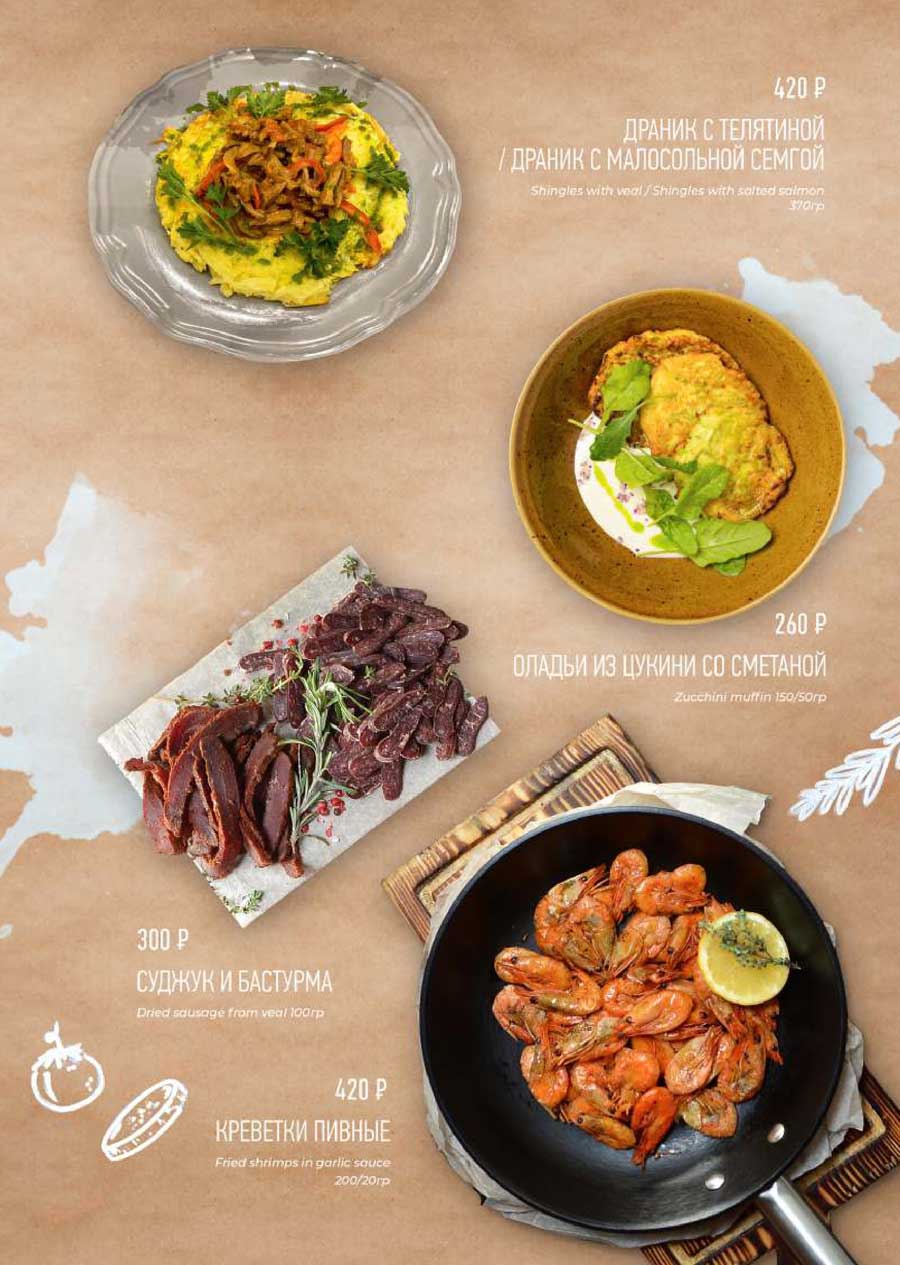 420 ₽
ДРАНИК С ТЕЛЯТИНОЙ
/ ДРАНИК С МАЛОСОЛЬНОЙ СЕМГОЙ
Shingles with veal / Shingles with salted salmon
370гр
260 ₽
ОЛАДЬИ ИЗ ЦУКИНИ СО СМЕТАНОЙ
Zucchini muffin 150/50гр
300 ₽
СУДЖУК И БАСТУРМА
Dried sausage from veal 100гр
420 ₽
КРЕВЕТКИ ПИВНЫЕ
Fried shrimps in garlic sauce
200/20гр